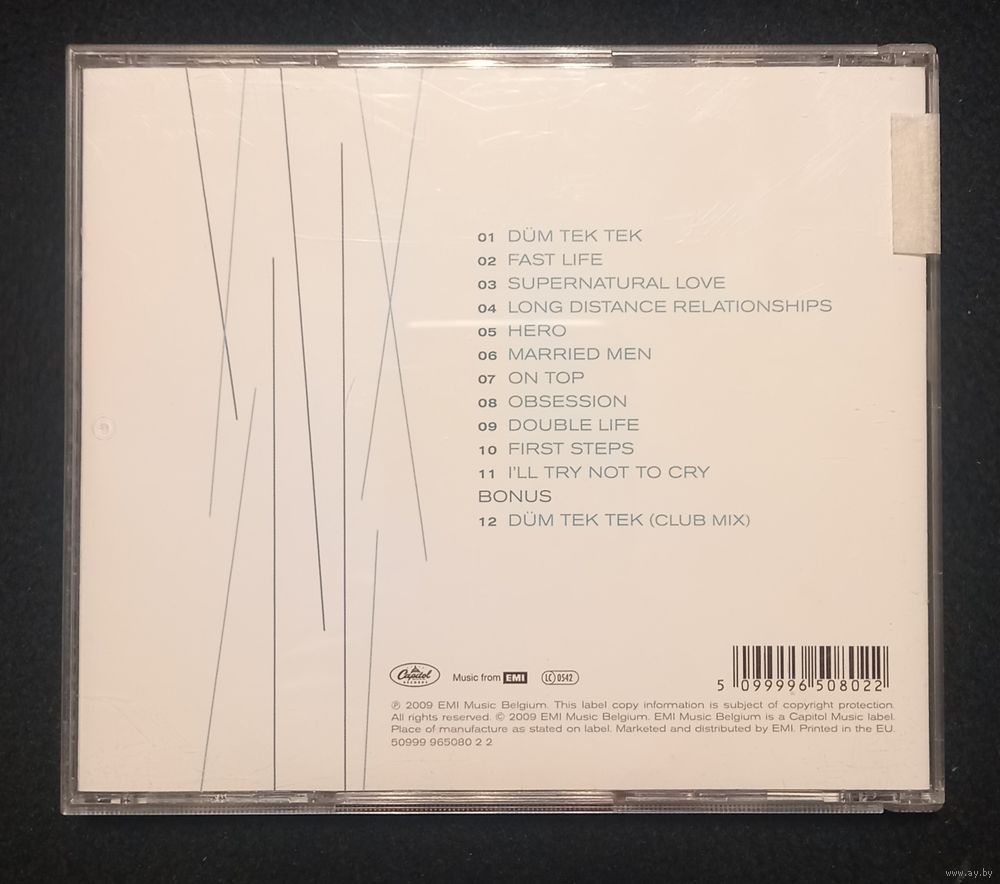 01 DÜM TEK TEK
02 FAST LIFE
03 SUPERNATURAL LOVE
04 LONG DISTANCE RELATIONSHIPS
05 HERO
06 MARRIED MEN
07 ON TOP
08 OBSESSION
09 DOUBLE LIFE
10 FIRST STEPS
11 I'LL TRY NOT TO CRY
BONUS
12 DÜM TEK TEK (CLUB MIX)
Capitol
RECORDS
Music from EMI
LC 0542
5 099996 508022
℗ 2009 EMI Music Belgium. This label copy information is subject of copyright protection.
All rights reserved. © 2009 EMI Music Belgium. EMI Music Belgium is a Capitol Music label.
Place of manufacture as stated on label. Marketed and distributed by EMI. Printed in the EU.
50999 965080 2 2
www.ay.by